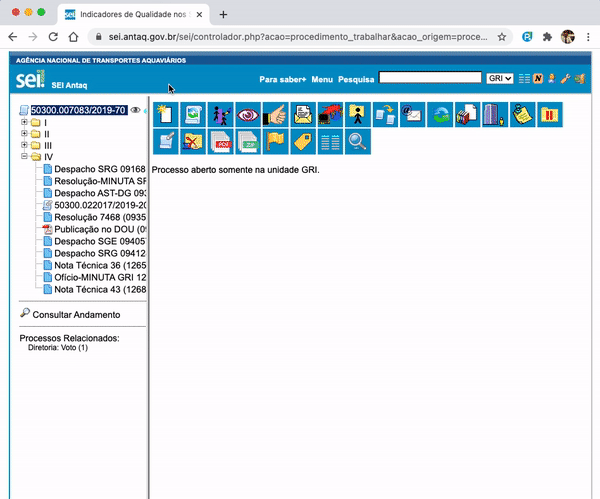 Indicadores de Qualidade nos
sei.antaq.gov.br/sei/controlador.php?acao=procedimento_trabalhar&acao_origem=proce...
AGÊNCIA NACIONAL DE TRANSPORTES AQUAVIÁRIOS
sei!
SEI Antaq
Para saber+ Menu Pesquisa
GRI
50300.007083/2019-70
I
II
III
IV
Despacho SRG 09168
Resolução-MINUTA SF
Despacho AST-DG 093
50300.022017/2019-20
Resolução 7468 (0935
Publicação no DOU (09
Despacho SGE 09405
Despacho SRG 09412
Nota Técnica 36 (1265
Ofício-MINUTA GRI 12
Nota Técnica 43 (1268
Consultar Andamento
Processos Relacionados:
Diretoria: Voto (1)
PDF
ZIP
Processo aberto somente na unidade GRI.